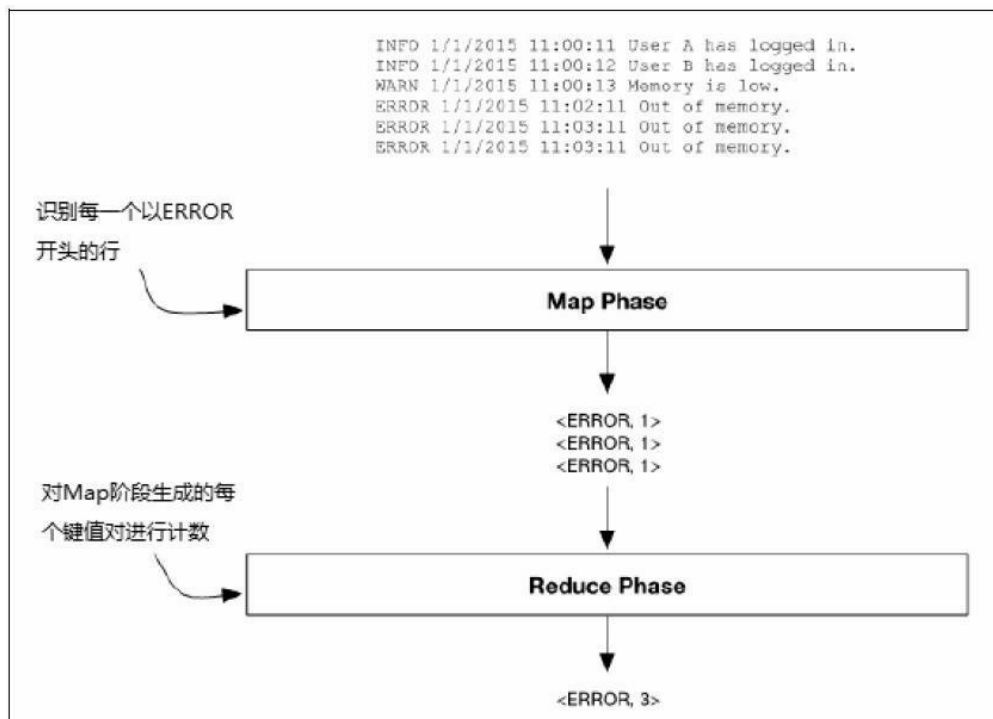 INFO 1/1/2015 11:00:11 User A has logged in.
INFO 1/1/2015 11:00:12 User B has logged in.
WARN 1/1/2015 11:00:13 Memory is low.
ERROR 1/1/2015 11:02:11 Out of memory.
ERROR 1/1/2015 11:03:11 Out of memory.
ERROR 1/1/2015 11:03:11 Out of memory.
识别每一个以ERROR
开头的行
Map Phase
<ERROR, 1>
<ERROR, 1>
<ERROR, 1>
对Map阶段生成的每
个键值对进行计数
Reduce Phase
<ERROR, 3>